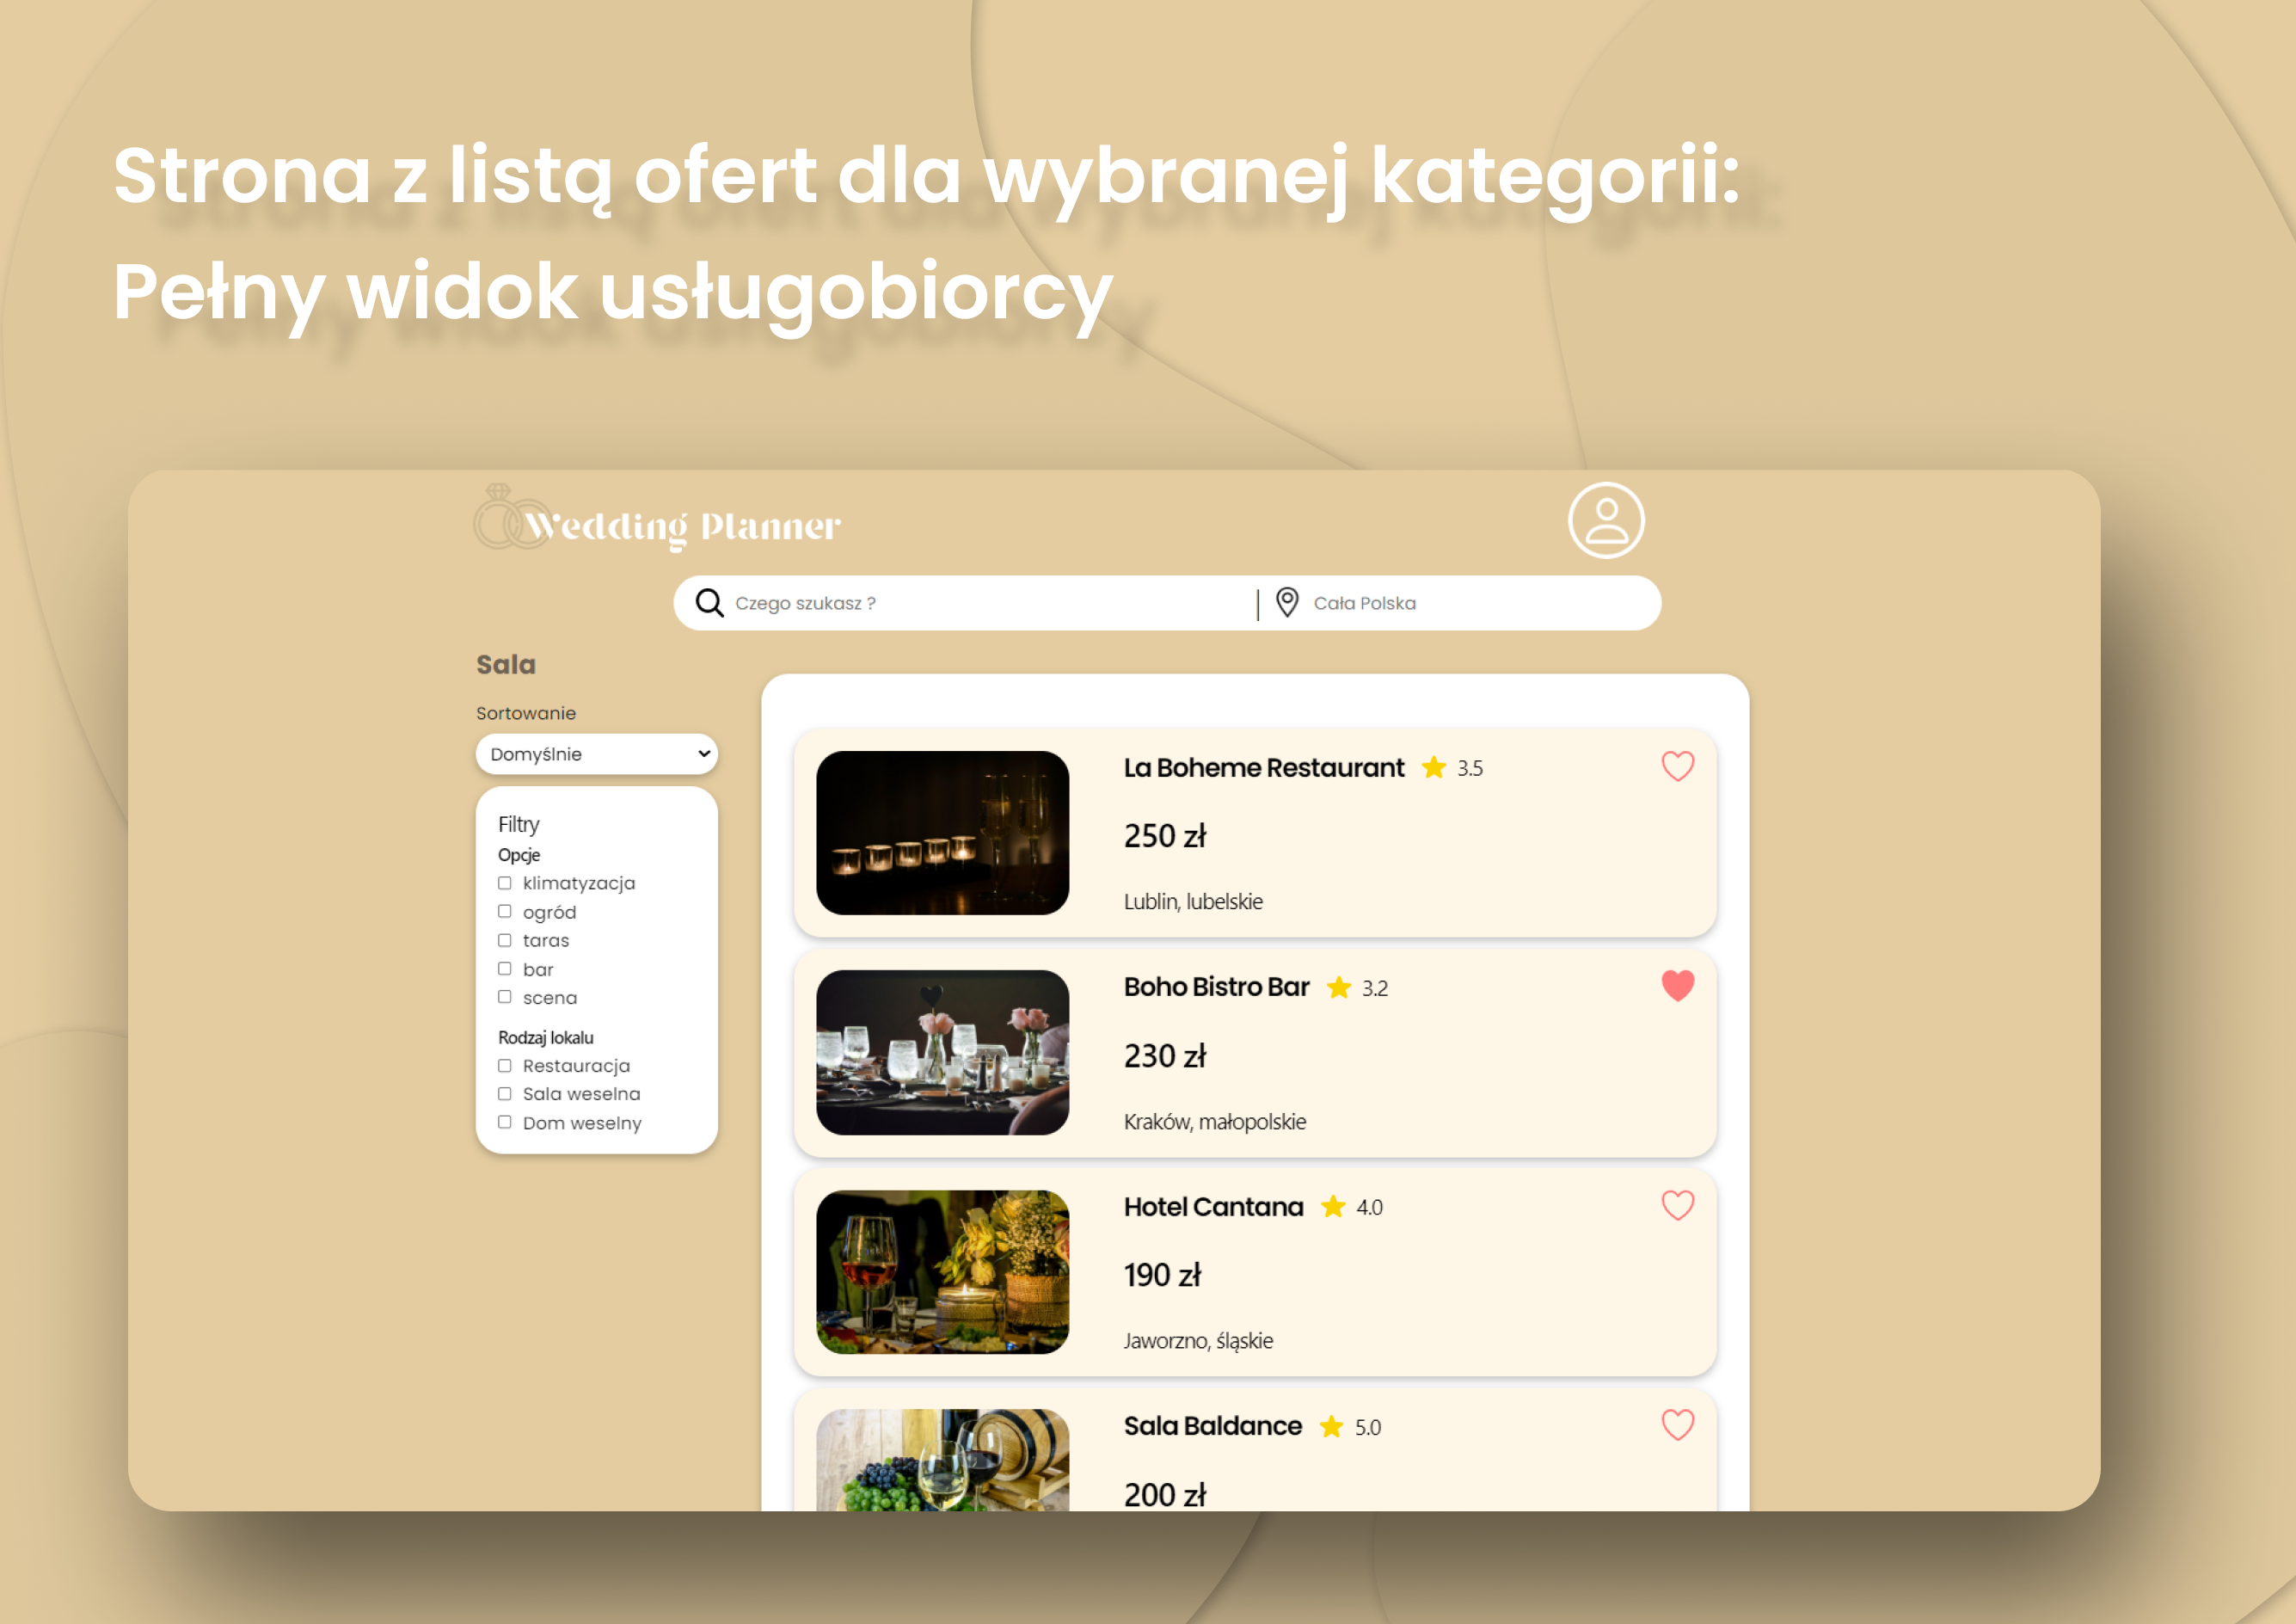 Strona z listą ofert dla wybranej kategorii:
Pełny widok usługobiorcy
Wedding Planner
Czego szukasz ?
Cała Polska
Sala
Sortowanie
Domyślnie
Filtry
Opcje
klimatyzacja
ogród
taras
bar
scena
Rodzaj lokalu
Restauracja
Sala weselna
Dom weselny
La Boheme Restaurant 3.5
250 zł
Lublin, lubelskie
Boho Bistro Bar 3.2
230 zł
Kraków, małopolskie
Hotel Cantana 4.0
190 zł
Jaworzno, śląskie
Sala Baldance 5.0
200 zł